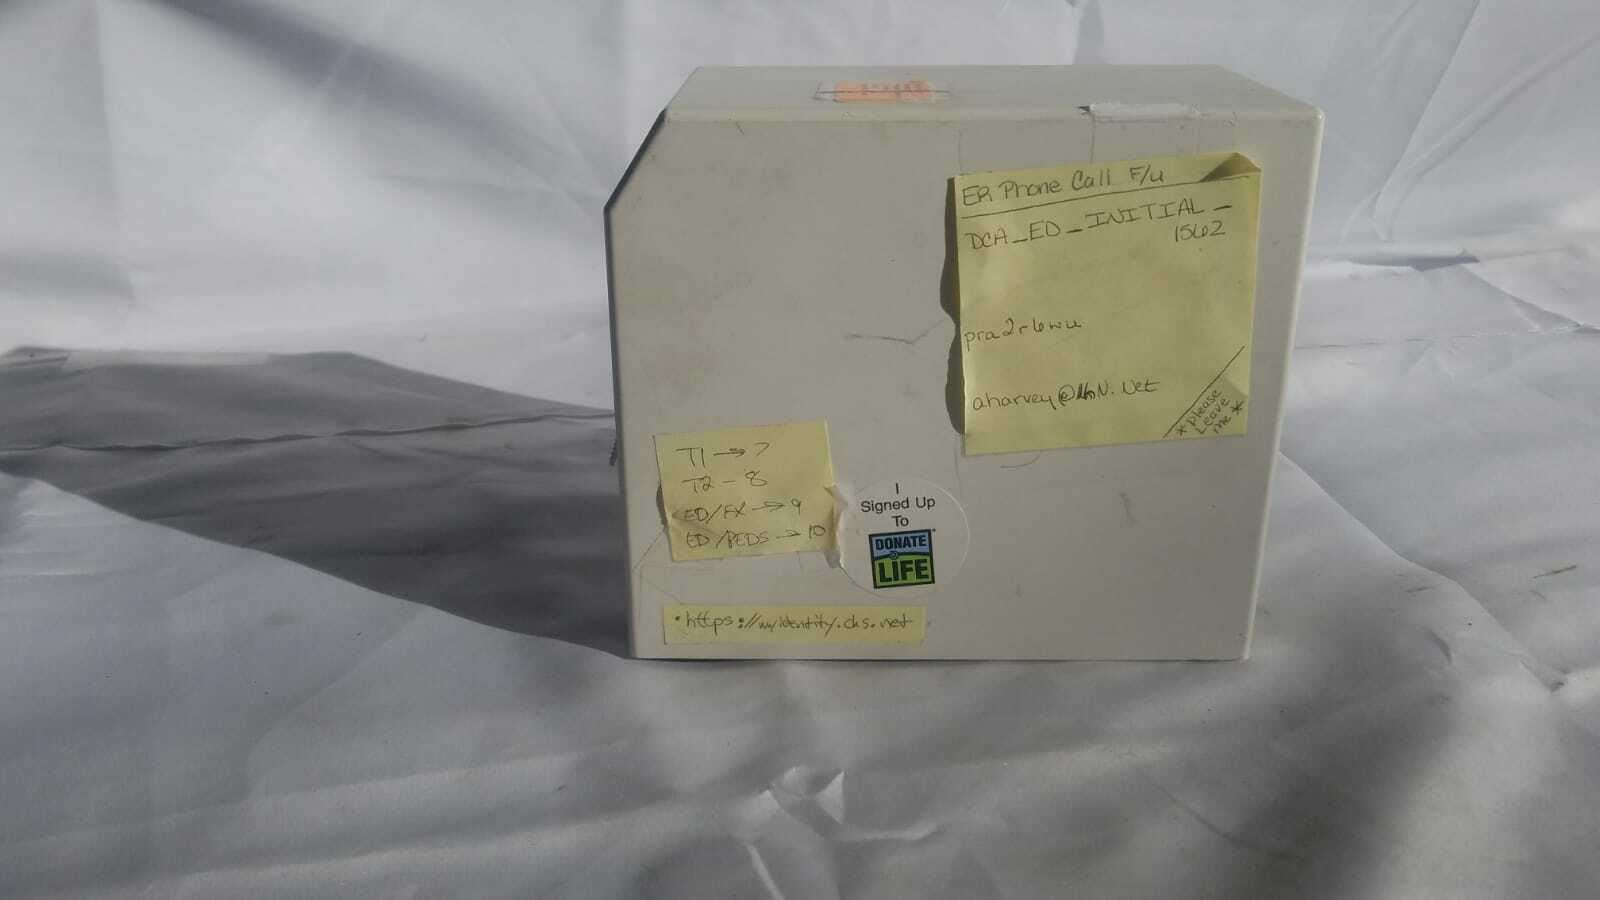 ER Phone Call F/u
DCA_ED_INITIAL_
1562
pra2r6wu
*Please
Leave
me*
T1 → 7
T2 - 8
ED/FX → 9
ED/PEDS → 10
I
Signed Up
To
DONATE
LIFE
• https://myidentity.chs.net